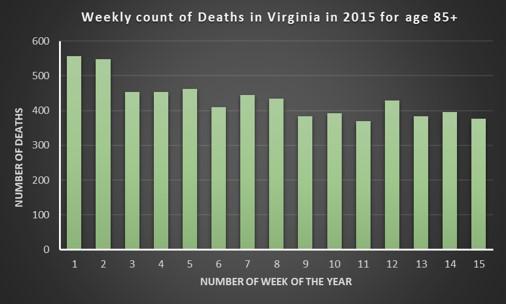 Weekly count of Deaths in Virginia in 2015 for age 85+
NUMBER OF DEATHS
600
500
400
300
200
100
0
1 2 3 4 5 6 7 8 9 10 11 12 13 14 15
NUMBER OF WEEK OF THE YEAR